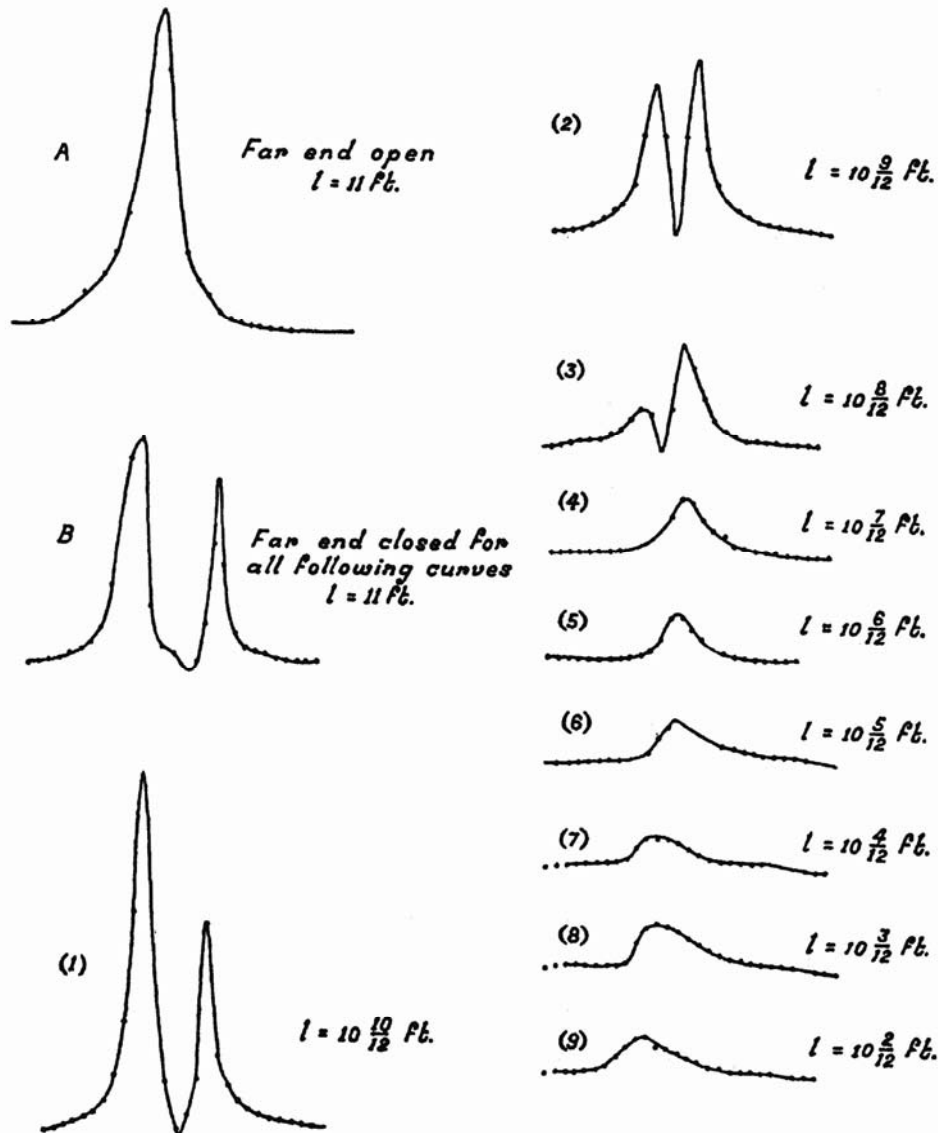 A
Far end open
l = 11 ft.
B
Far end closed for
all following curves
l = 11 ft.
(1)
l = 10 10/12 ft.
(2)
l = 10 9/12 ft.
(3)
l = 10 8/12 ft.
(4)
l = 10 7/12 ft.
(5)
l = 10 6/12 ft.
(6)
l = 10 5/12 ft.
(7)
l = 10 4/12 ft.
(8)
l = 10 3/12 ft.
(9)
l = 10 2/12 ft.